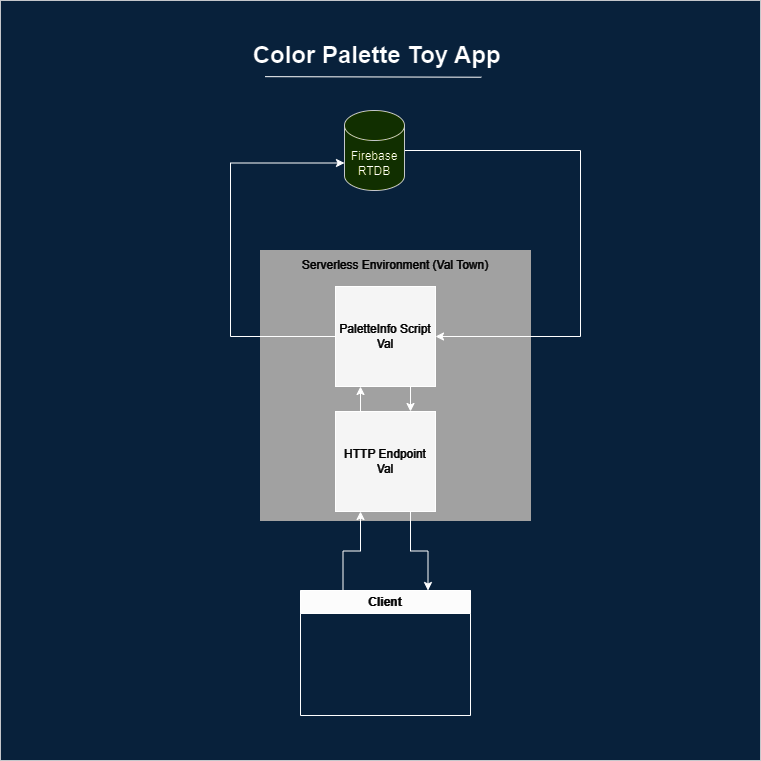 Color Palette Toy App
Firebase
RTDB
Serverless Environment (Val Town)
PaletteInfo Script
Val
HTTP Endpoint
Val
Client